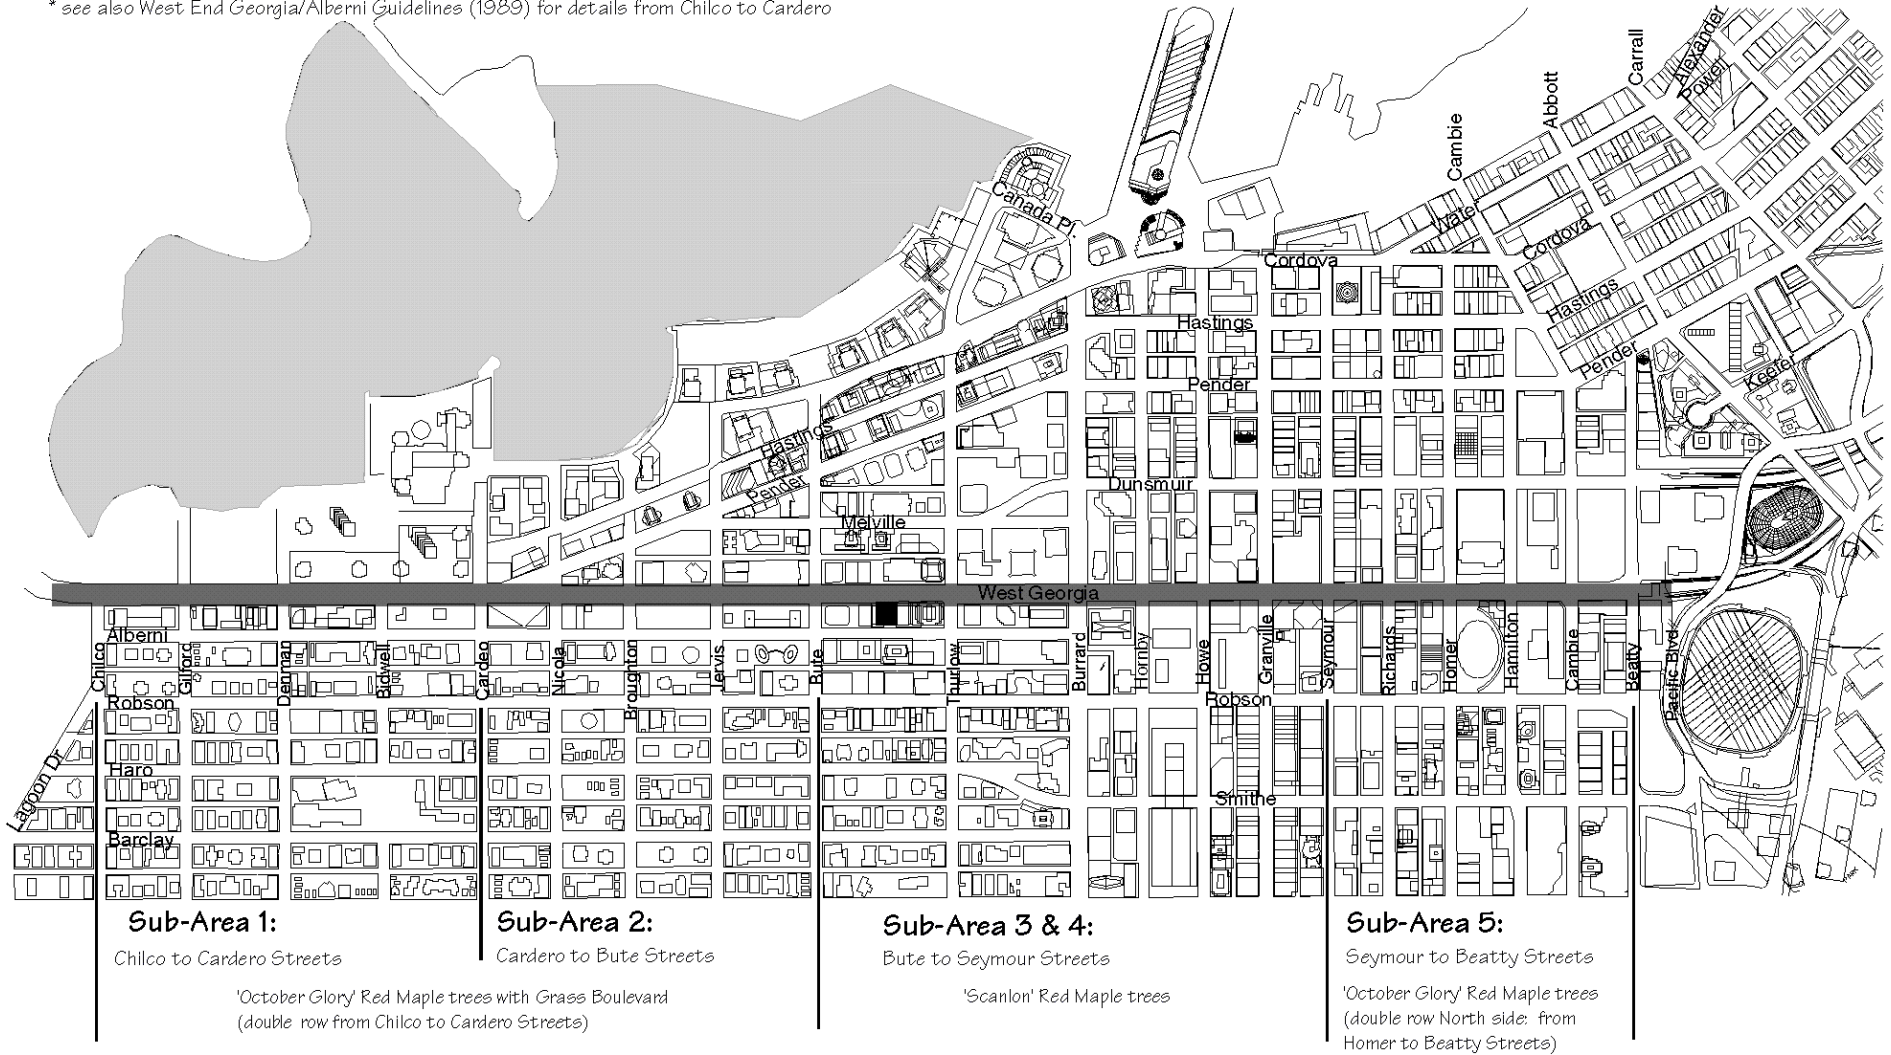 * see also West End Georgia/Alberni Guidelines (1989) for details from Chilco to Cardero
Alexander
Carrall
Powell
Abbott
Cambie
Canada Pl.
Water
Cordova
Cordova
Hastings
Hastings
Pender
Pender
Keefer
Hastings
Pender
Dunsmuir
Melville
West Georgia
Alberni
Chilco
Gilford
Denman
Bidwell
Cardeo
Nicola
Broughton
Jervis
Bute
Thurlow
Burrard
Hornby
Howe
Granville
Seymour
Richards
Homer
Hamilton
Cambie
Beatty
Pacific Blvd
Robson
Robson
Lagoon Dr
Haro
Smithe
Barclay
Sub-Area 1:
Chilco to Cardero Streets
Sub-Area 2:
Cardero to Bute Streets
'October Glory' Red Maple trees with Grass Boulevard
(double row from Chilco to Cardero Streets)
Sub-Area 3 & 4:
Bute to Seymour Streets
'Scanlon' Red Maple trees
Sub-Area 5:
Seymour to Beatty Streets
'October Glory' Red Maple trees
(double row North side: from
Homer to Beatty Streets)